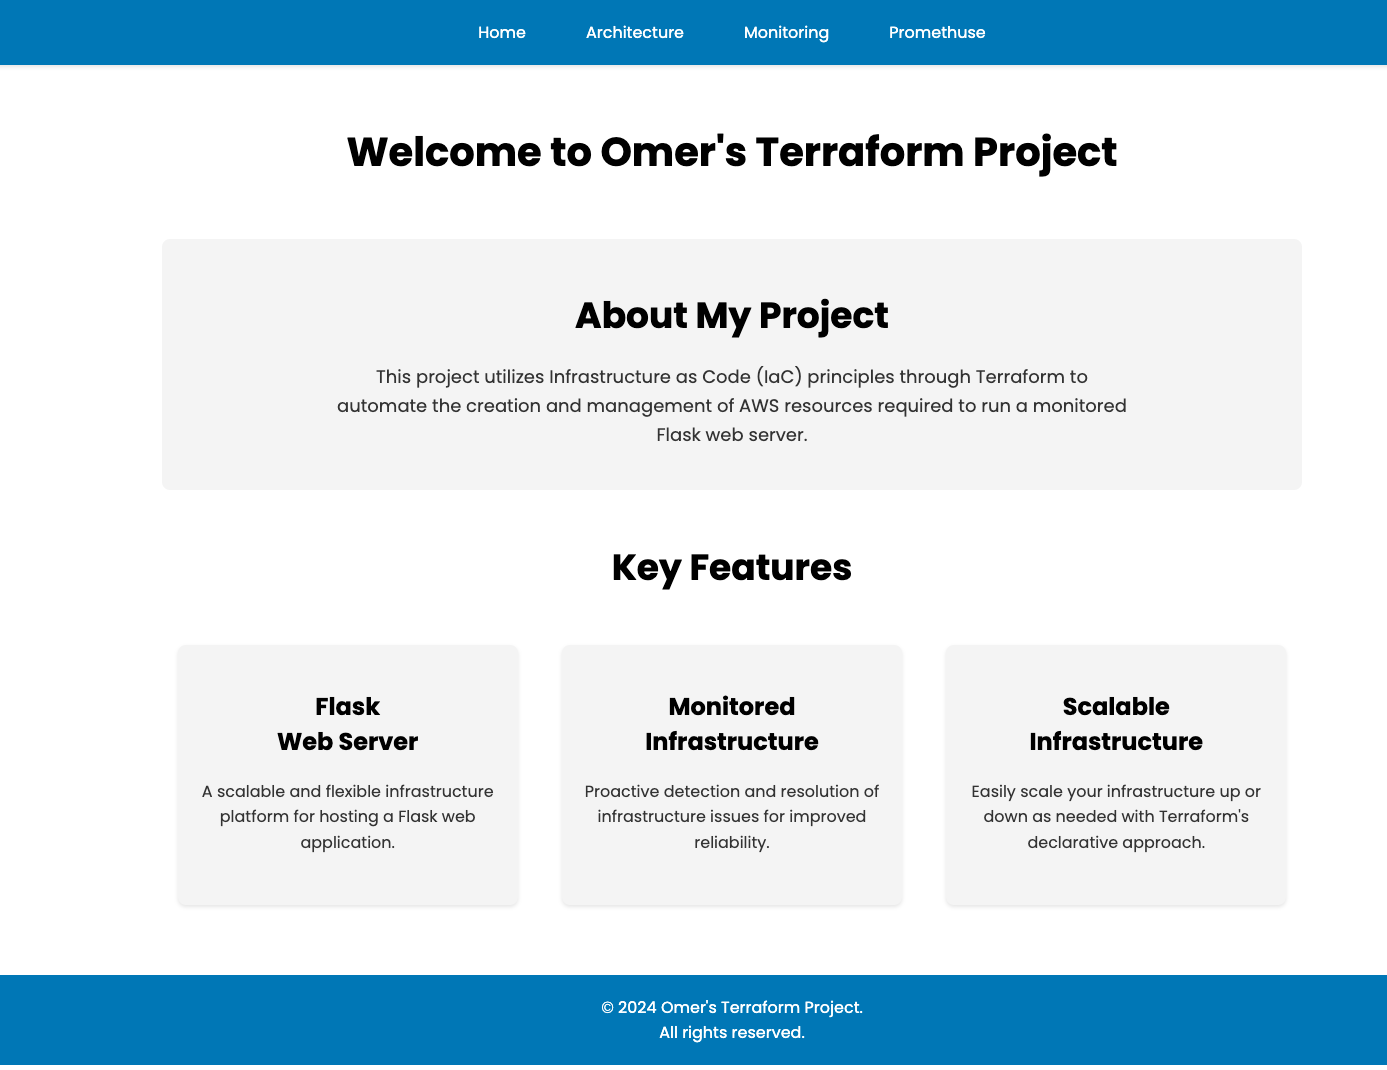 Home Architecture Monitoring Promethuse
Welcome to Omer's Terraform Project
About My Project
This project utilizes Infrastructure as Code (IaC) principles through Terraform to
automate the creation and management of AWS resources required to run a monitored
Flask web server.
Key Features
Flask
Web Server
A scalable and flexible infrastructure
platform for hosting a Flask web
application.
Monitored
Infrastructure
Proactive detection and resolution of
infrastructure issues for improved
reliability.
Scalable
Infrastructure
Easily scale your infrastructure up or
down as needed with Terraform's
declarative approach.
© 2024 Omer's Terraform Project.
All rights reserved.